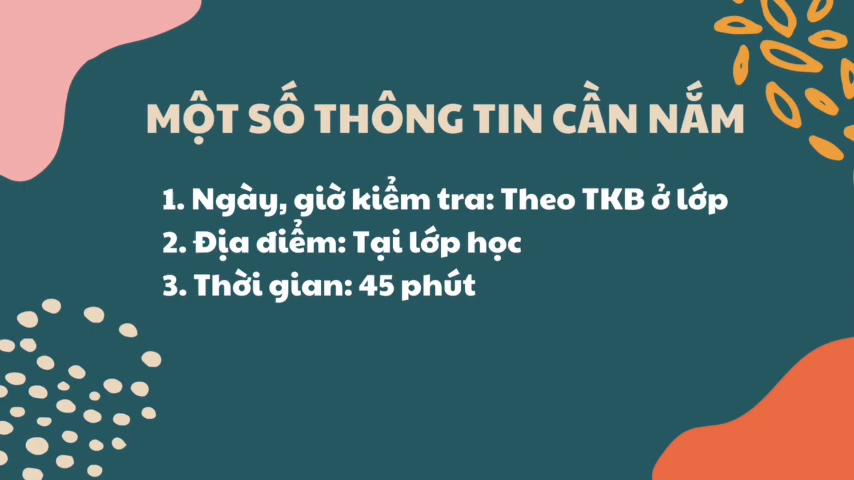 MỘT SỐ THÔNG TIN CẦN NẮM
1. Ngày, giờ kiểm tra: Theo TKB ở lớp
2. Địa điểm: Tại lớp học
3. Thời gian: 45 phút